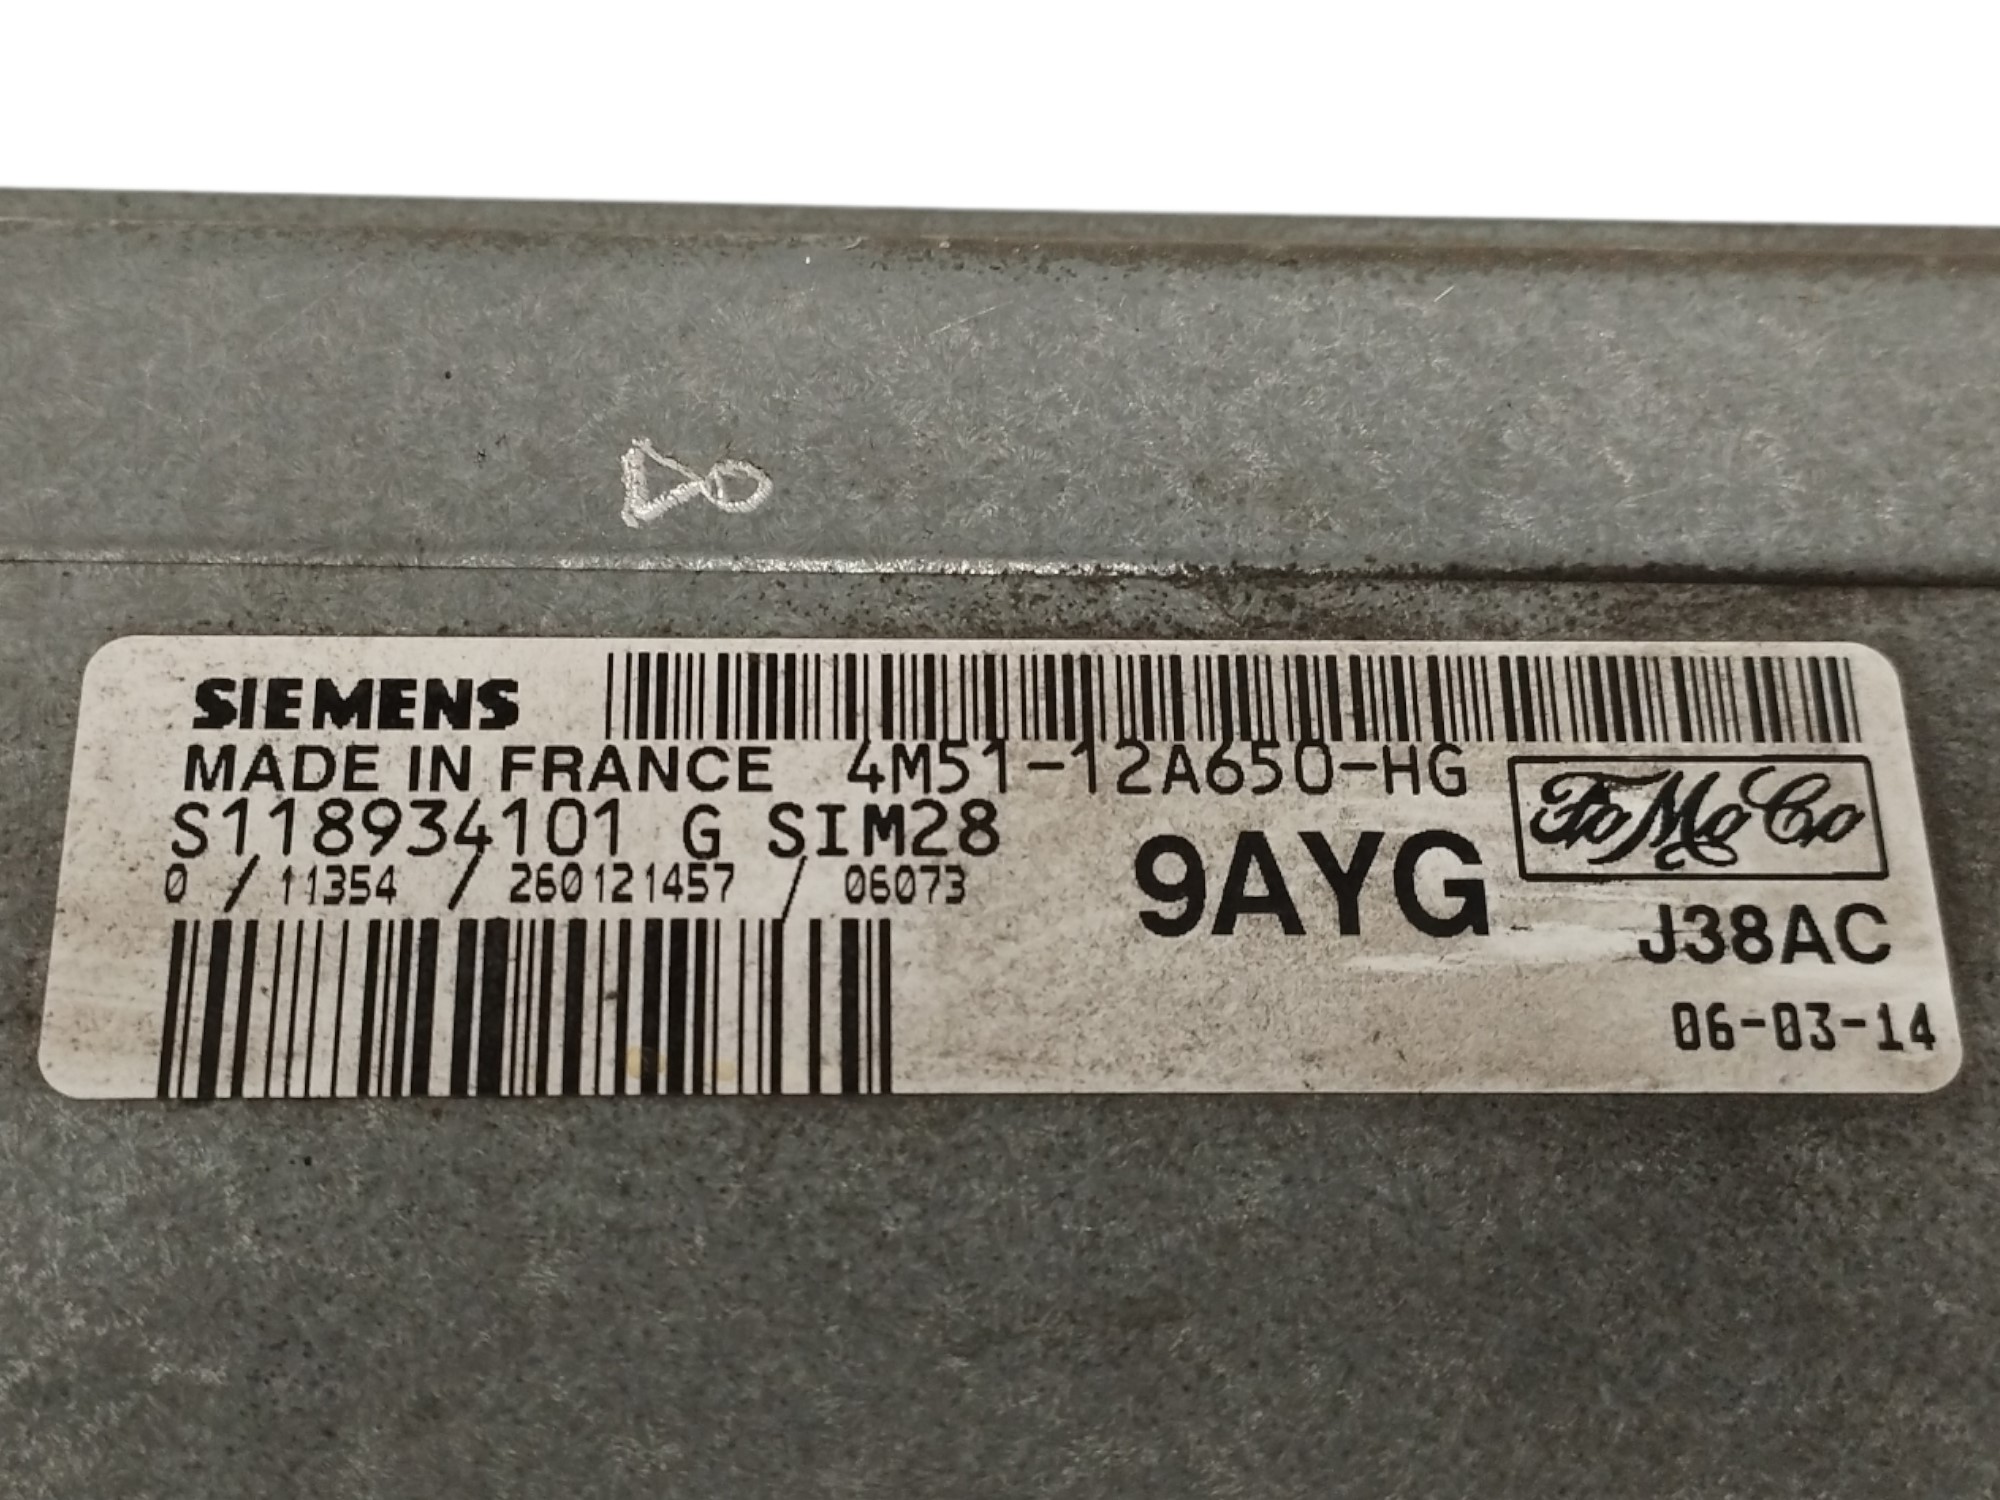 SIEMENS
MADE IN FRANCE 4M51-12A650-HG
FoMoCo
S118934101 G SIM28
9AYG
0 / 11354 / 260121457 / 06073
J38AC
06-03-14